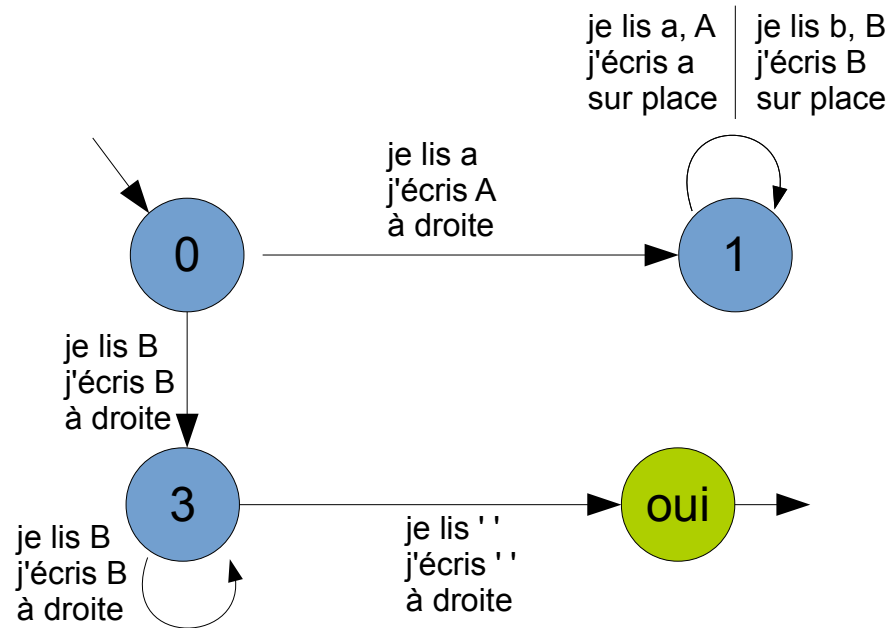 je lis a, A
j'écris a
sur place
je lis b, B
j'écris B
sur place
je lis a
j'écris A
à droite
0
1
je lis B
j'écris B
à droite
3
oui
je lis ' '
j'écris ' '
à droite
je lis B
j'écris B
à droite